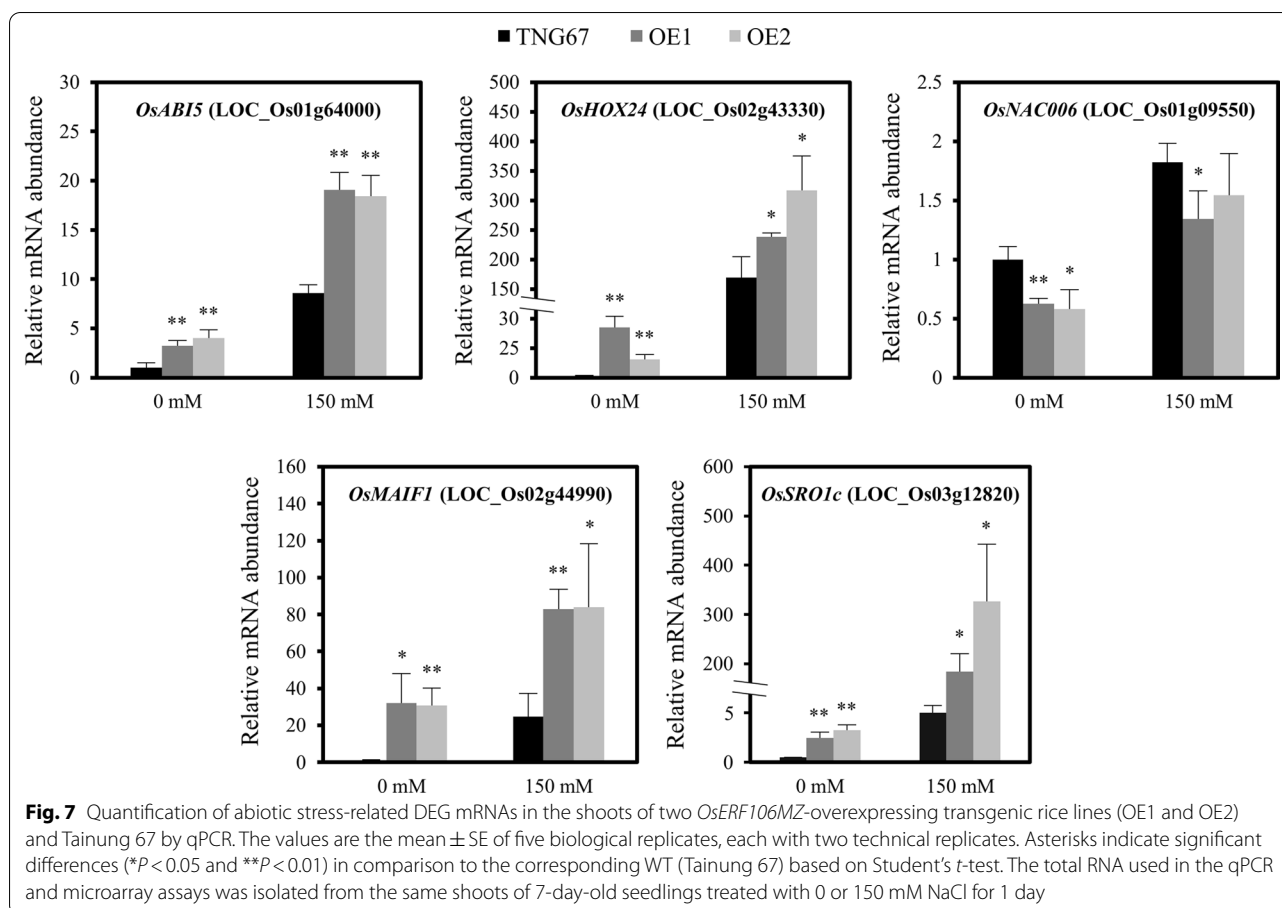 TNG67 OE1 OE2
OsABI5 (LOC_Os01g64000)
Relative mRNA abundance
30
25
20
15
10
5
0
** ** ** **
0 mM 150 mM
OsHOX24 (LOC_Os02g43330)
Relative mRNA abundance
500
450
400
350
300
250
200
150
30
25
0
** ** * *
0 mM 150 mM
OsNAC006 (LOC_Os01g09550)
Relative mRNA abundance
2.5
2
1.5
1
0.5
0
** * *
0 mM 150 mM
OsMAIF1 (LOC_Os02g44990)
Relative mRNA abundance
160
140
120
100
80
60
40
20
0
* ** ** *
0 mM 150 mM
OsSRO1c (LOC_Os03g12820)
Relative mRNA abundance
600
500
400
300
200
5
0
** ** * *
0 mM 150 mM
Fig. 7 Quantification of abiotic stress-related DEG mRNAs in the shoots of two OsERF106MZ-overexpressing transgenic rice lines (OE1 and OE2)
and Tainung 67 by qPCR. The values are the mean ± SE of five biological replicates, each with two technical replicates. Asterisks indicate significant
differences (*P < 0.05 and **P < 0.01) in comparison to the corresponding WT (Tainung 67) based on Student's t-test. The total RNA used in the qPCR
and microarray assays was isolated from the same shoots of 7-day-old seedlings treated with 0 or 150 mM NaCl for 1 day